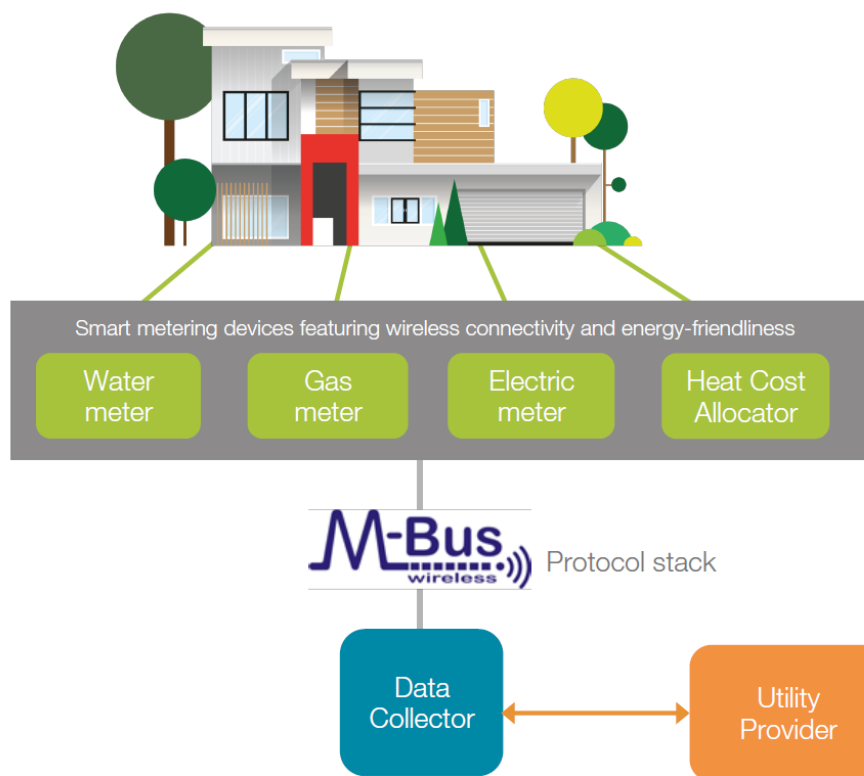 Smart metering devices featuring wireless connectivity and energy-friendliness
Water
meter
Gas
meter
Electric
meter
Heat Cost
Allocator
M-Bus
wireless
Protocol stack
Data
Collector
Utility
Provider